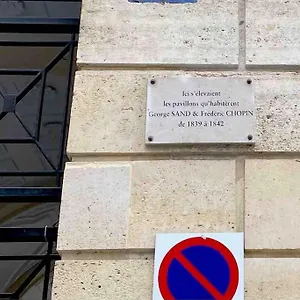 Ici s'élevaient
les pavillons qu'habitèrent
George SAND & Frédéric CHOPIN
de 1839 à 1842